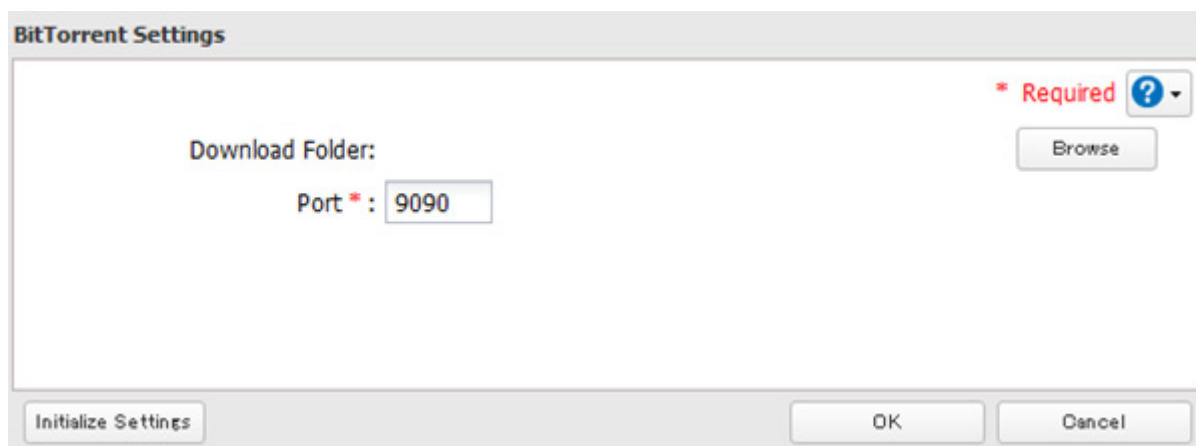 BitTorrent Settings
* Required
Download Folder:
Browse
Port * : 9090
Initialize Settings
OK
Cancel